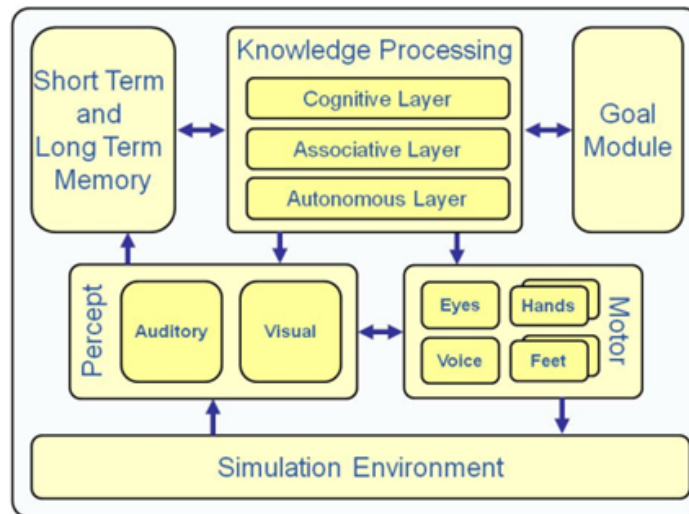 Short Term
and
Long Term
Memory
Knowledge Processing
Cognitive Layer
Associative Layer
Autonomous Layer
Goal
Module
Percept
Auditory
Visual
Eyes
Hands
Voice
Feet
Motor
Simulation Environment